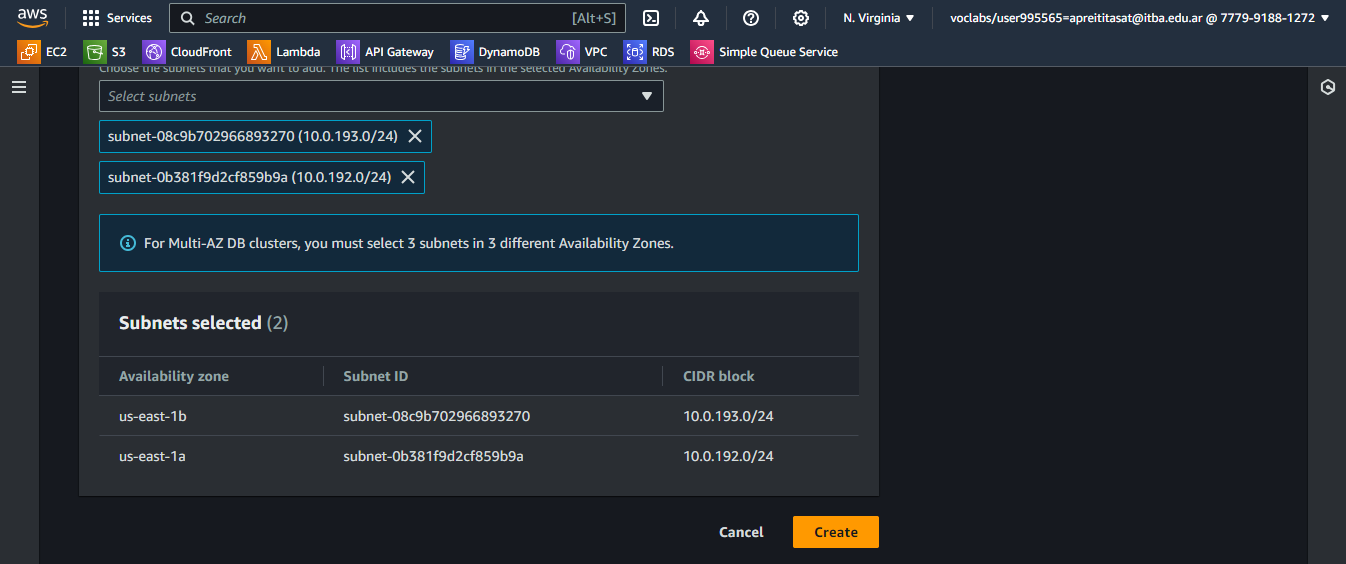 aws Services Search [Alt+S] N. Virginia voclabs/user995565=apreititasat@itba.edu.ar @ 7779-9188-1272
EC2 S3 CloudFront Lambda API Gateway DynamoDB VPC RDS Simple Queue Service
Choose the subnets that you want to add. The list includes the subnets in the selected Availability Zones.
Select subnets
subnet-08c9b702966893270 (10.0.193.0/24)
subnet-0b381f9d2cf859b9a (10.0.192.0/24)
For Multi-AZ DB clusters, you must select 3 subnets in 3 different Availability Zones.
Subnets selected (2)
Availability zone Subnet ID CIDR block
us-east-1b subnet-08c9b702966893270 10.0.193.0/24
us-east-1a subnet-0b381f9d2cf859b9a 10.0.192.0/24
Cancel Create